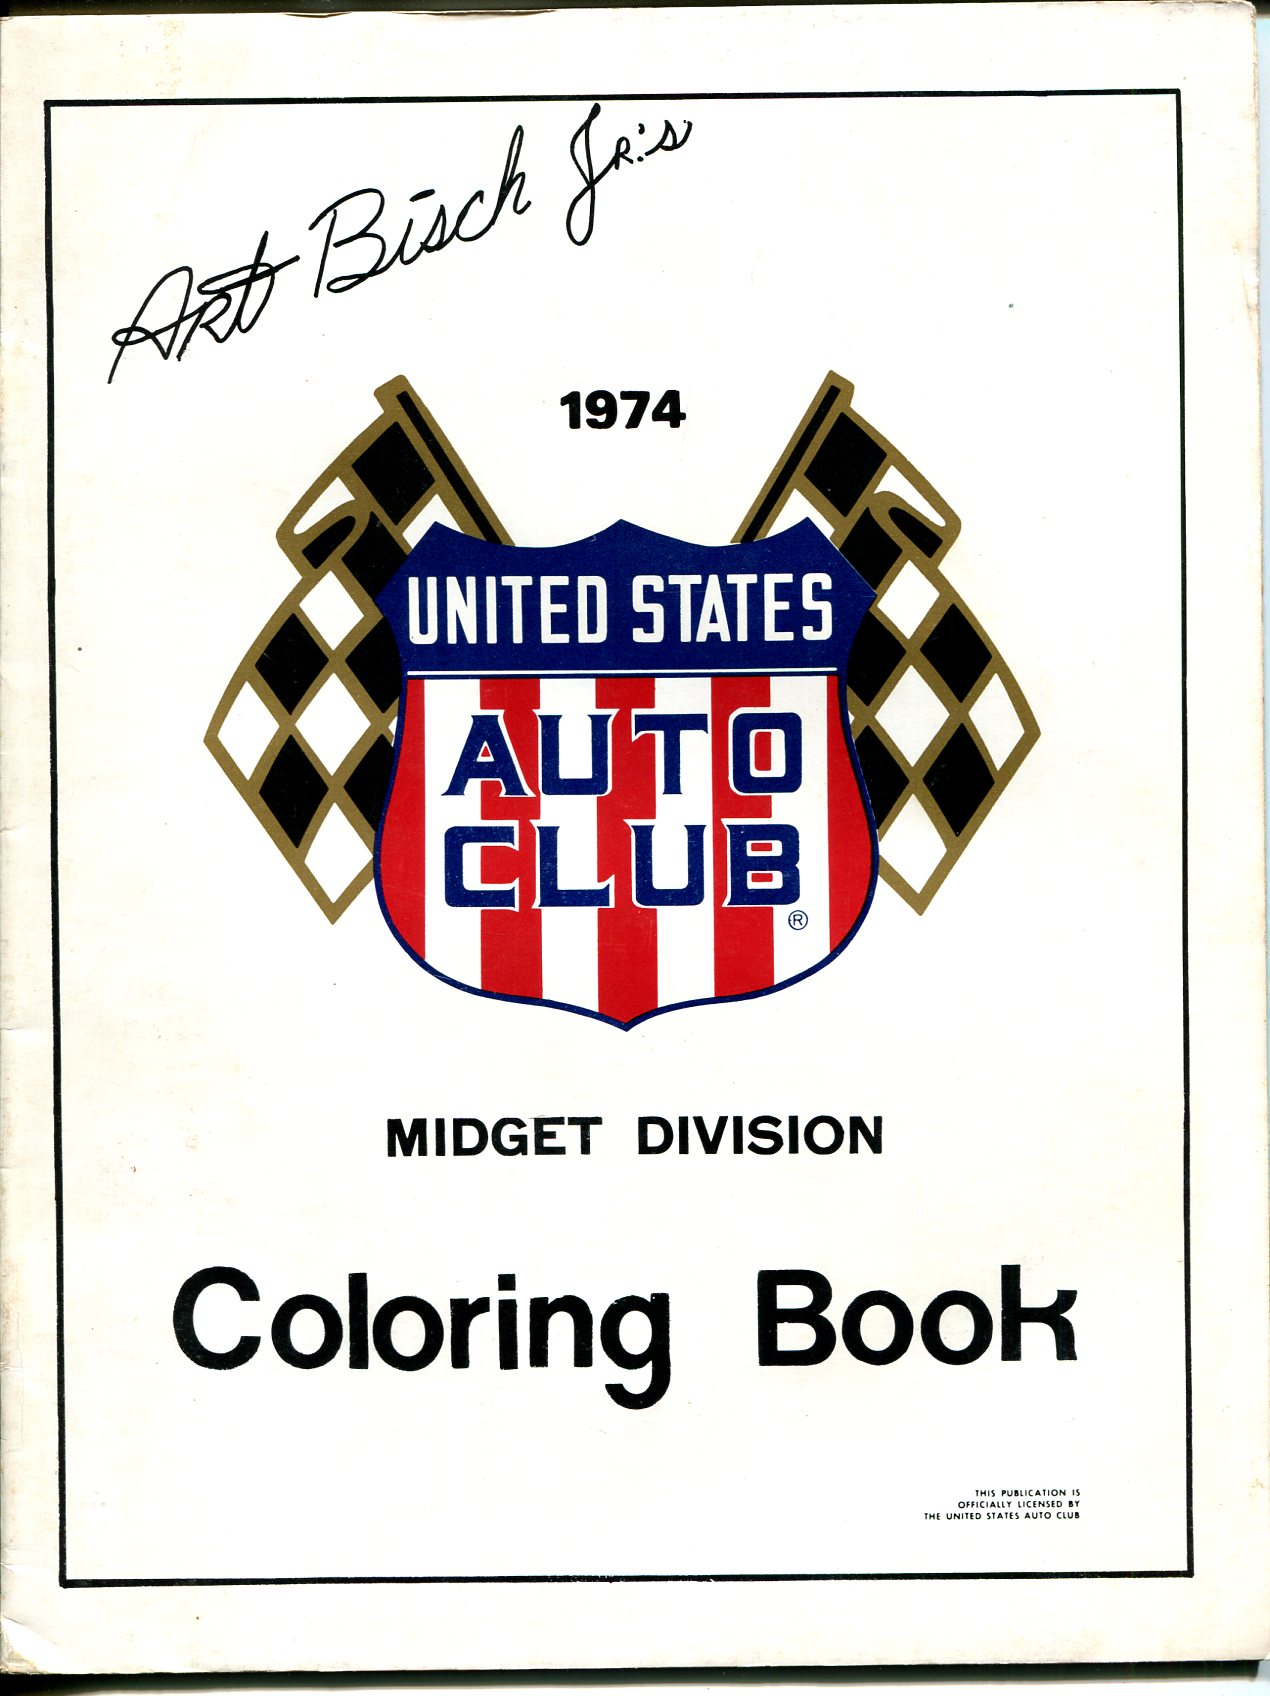 Art Bisch Jr.'s
1974
UNITED STATES
AUTO
CLUB
®
MIDGET DIVISION
Coloring Book
THIS PUBLICATION IS
OFFICIALLY LICENSED BY
THE UNITED STATES AUTO CLUB